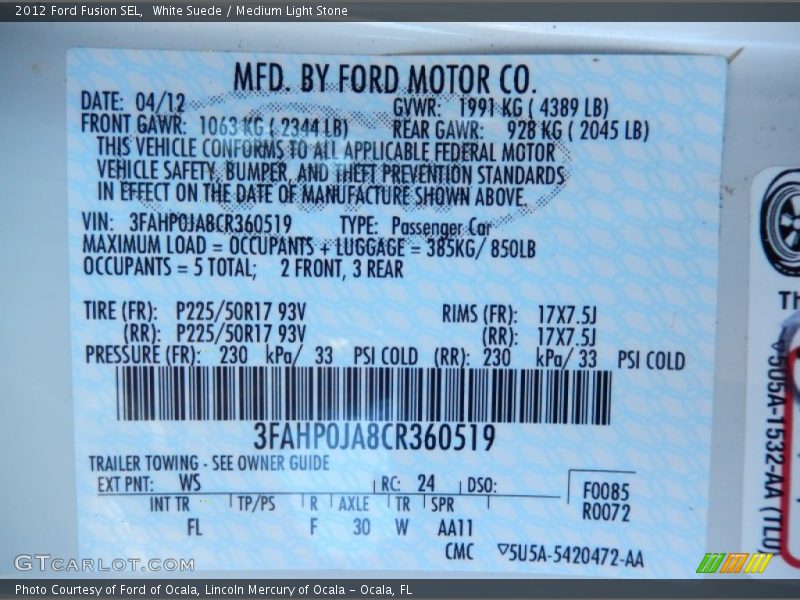 2012 Ford Fusion SEL,  White Suede / Medium Light Stone
MFD. BY FORD MOTOR CO.
DATE: 04/12 GVWR: 1991 KG ( 4389 LB)
FRONT GAWR: 1063 KG ( 2344 LB) REAR GAWR: 928 KG ( 2045 LB)
THIS VEHICLE CONFORMS TO ALL APPLICABLE FEDERAL MOTOR
VEHICLE SAFETY, BUMPER, AND THEFT PREVENTION STANDARDS
IN EFFECT ON THE DATE OF MANUFACTURE SHOWN ABOVE.
VIN: 3FAHP0JA8CR360519 TYPE: Passenger Car
MAXIMUM LOAD = OCCUPANTS + LUGGAGE = 385KG/ 850LB
OCCUPANTS = 5 TOTAL; 2 FRONT, 3 REAR
TIRE (FR): P225/50R17 93V RIMS (FR): 17X7.5J
(RR): P225/50R17 93V (RR): 17X7.5J
PRESSURE (FR): 230 kPa/ 33 PSI COLD (RR): 230 kPa/ 33 PSI COLD
3FAHP0JA8CR360519
TRAILER TOWING - SEE OWNER GUIDE
EXT PNT: WS RC: 24 DSO: F0085
R0072
INT TR TP/PS R AXLE TR SPR
FL F 30 W AA11
CMC ▽5U5A-5420472-AA
5U5A-1532-AA (TLO
GTCarLot.com
Photo Courtesy of Ford of Ocala, Lincoln Mercury of Ocala – Ocala, FL